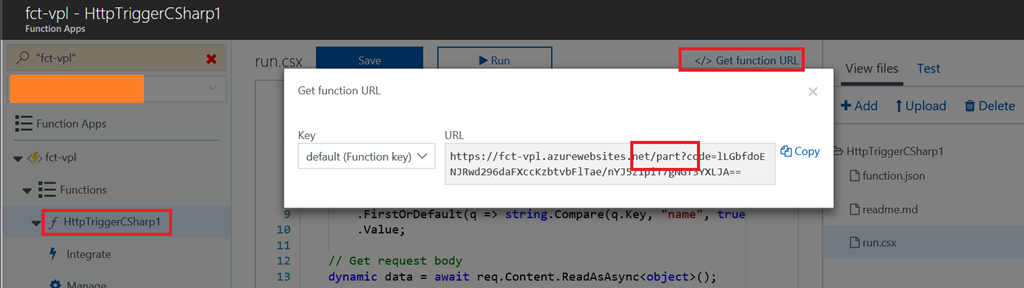 fct-vpl - HttpTriggerCSharp1
Function Apps
"fct-vpl"
Function Apps
fct-vpl
Functions
f HttpTriggerCSharp1
Integrate
Manage
run.csx
Save
Run
</> Get function URL
Get function URL
Key
default (Function key)
URL
https://fct-vpl.azurewebsites.net/part?code=lLGbfdoE
Copy
9 .FirstOrDefault(q => string.Compare(q.Key, "name", true
10 .Value;
11
12 // Get request body
13 dynamic data = await req.Content.ReadAsAsync<object>();
View files
Test
Add
Upload
Delete
HttpTriggerCSharp1
function.json
readme.md
run.csx